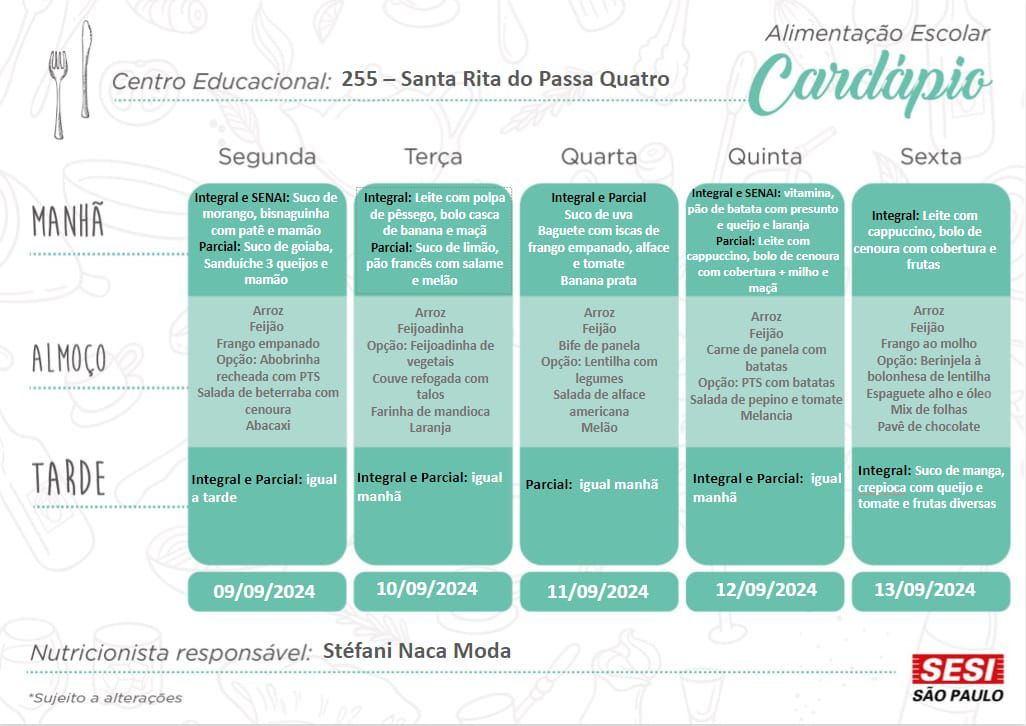 Alimentação Escolar
Cardápio
Centro Educacional: 255 – Santa Rita do Passa Quatro
Segunda
Terça
Quarta
Quinta
Sexta
MANHÃ
Integral e SENAI: Suco de
morango, bisnaguinha
com patê e mamão
Parcial: Suco de goiaba,
Sanduíche 3 queijos e
mamão
Integral: Leite com polpa
de pêssego, bolo casca
de banana e maçã
Parcial: Suco de limão,
pão francês com salame
e melão
Integral e Parcial
Suco de uva
Baguete com iscas de
frango empanado, alface
e tomate
Banana prata
Integral e SENAI: vitamina,
pão de batata com presunto
e queijo e laranja
Parcial: Leite com
cappuccino, bolo de cenoura
com cobertura + milho e
maçã
Integral: Leite com
cappuccino, bolo de
cenoura com cobertura e
frutas
ALMOÇO
Arroz
Feijão
Frango empanado
Opção: Abobrinha
recheada com PTS
Salada de beterraba com
cenoura
Abacaxi
Arroz
Feijoadinha
Opção: Feijoadinha de
vegetais
Couve refogada com
talos
Farinha de mandioca
Laranja
Arroz
Feijão
Bife de panela
Opção: Lentilha com
legumes
Salada de alface
americana
Melão
Arroz
Feijão
Carne de panela com
batatas
Opção: PTS com batatas
Salada de pepino e tomate
Melancia
Arroz
Feijão
Frango ao molho
Opção: Berinjela à
bolonhesa de lentilha
Espaguete alho e óleo
Mix de folhas
Pavê de chocolate
TARDE
Integral e Parcial: igual
a tarde
Integral e Parcial: igual
manhã
Parcial: igual manhã
Integral e Parcial: igual
manhã
Integral: Suco de manga,
crepioca com queijo e
tomate e frutas diversas
09/09/2024
10/09/2024
11/09/2024
12/09/2024
13/09/2024
Nutricionista responsável: Stéfani Naca Moda
*Sujeito a alterações
SESI
SÃO PAULO